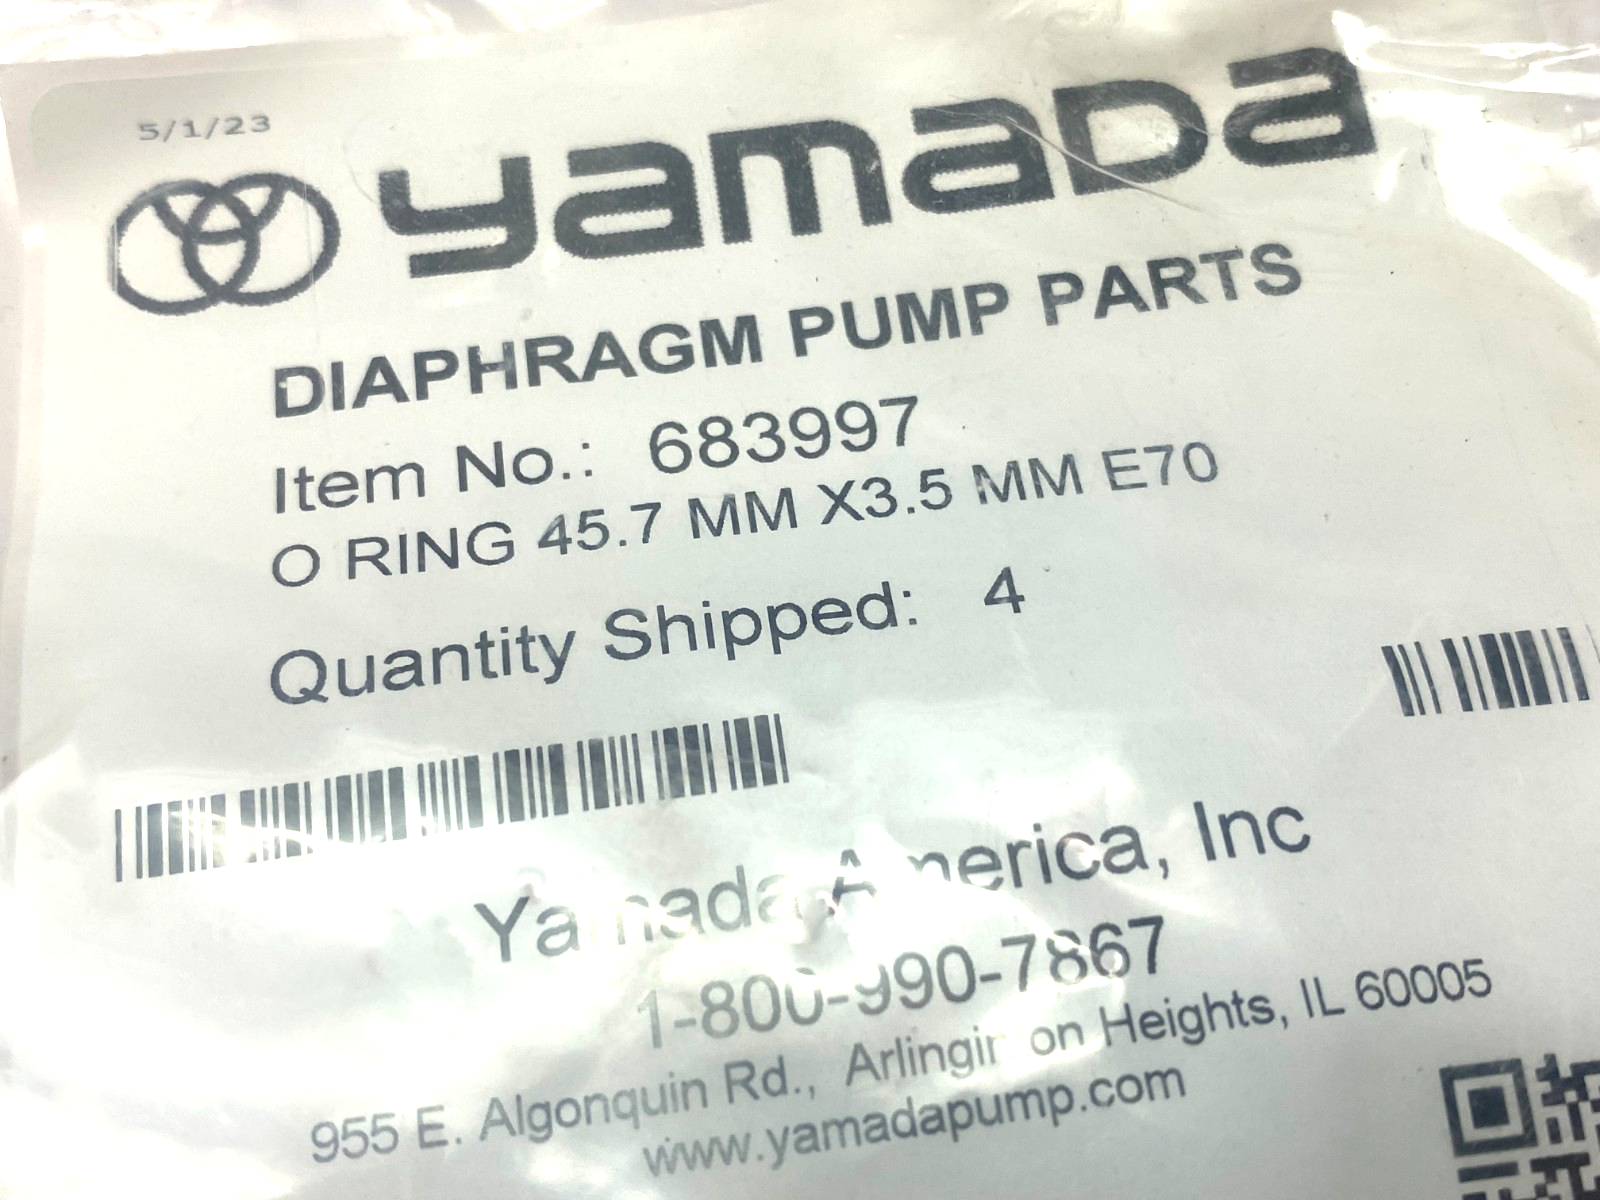 5/1/23
yamada
DIAPHRAGM PUMP PARTS
Item No.: 683997
O RING 45.7 MM X3.5 MM E70
Quantity Shipped: 4
Yamada America, Inc
1-800-990-7867
955 E. Algonquin Rd., Arlington Heights, IL 60005
www.yamadapump.com